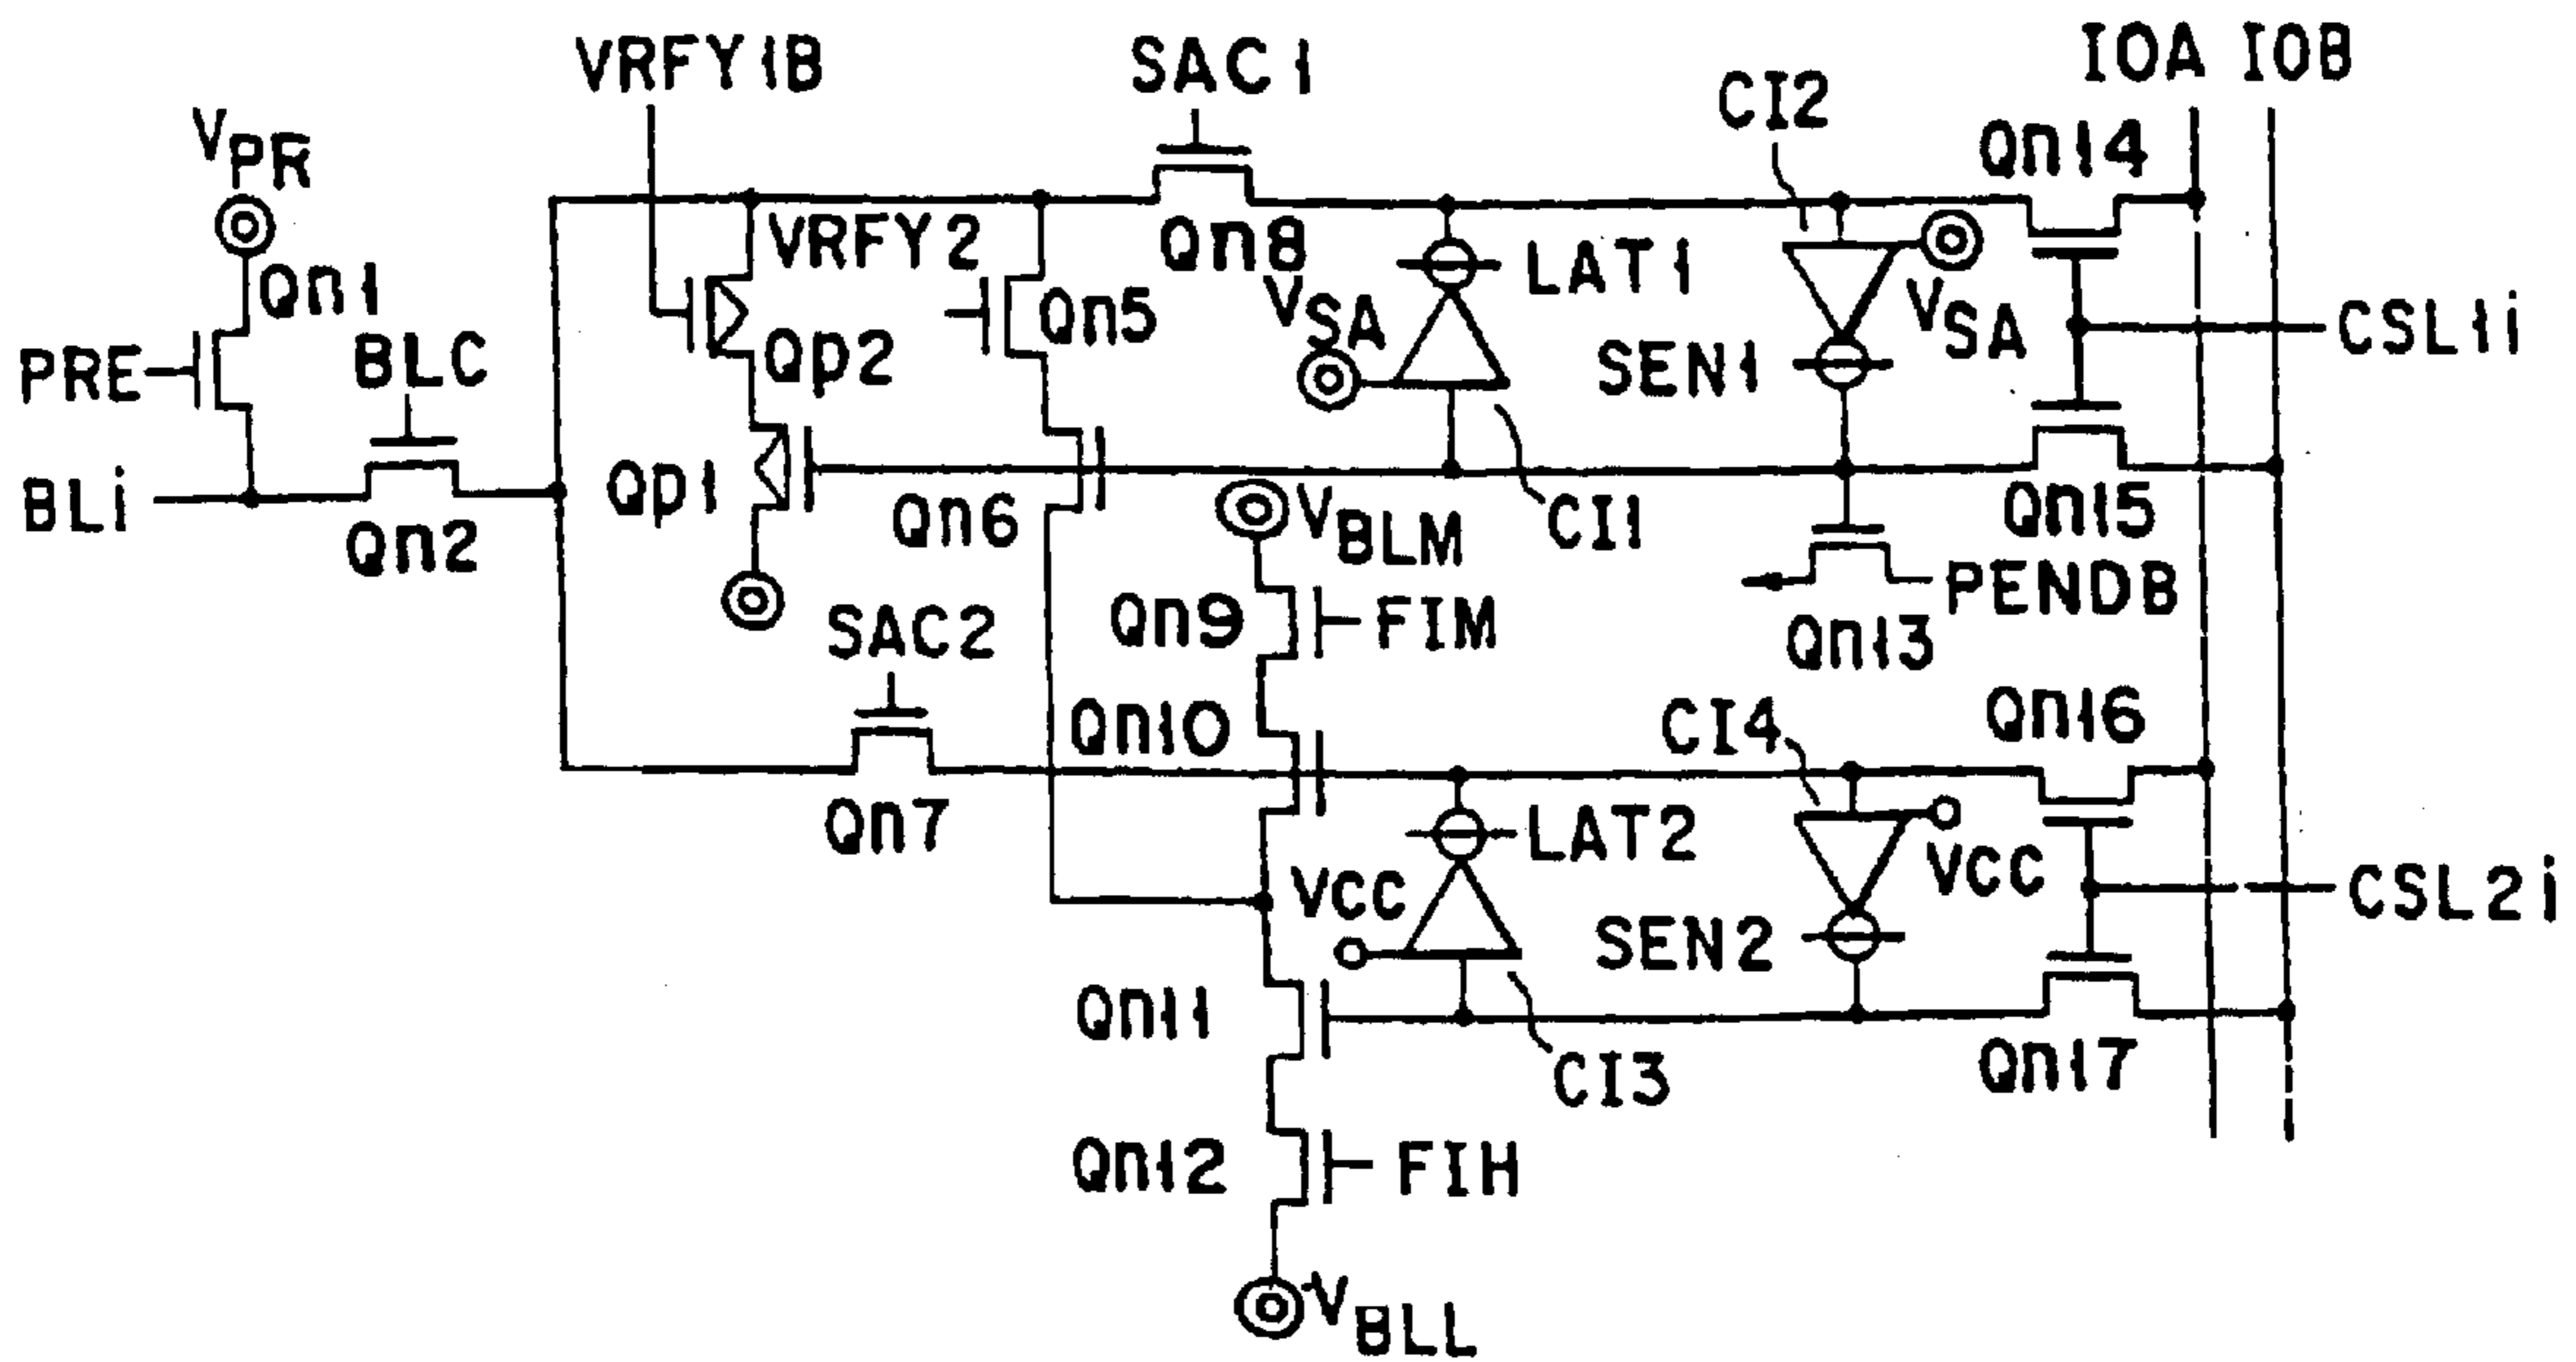 VRFY1B
SAC1
IOA IOB
CI2
VPR
Qn14
Qn1
VRFY2
Qn8
LAT1
VSA
VSA
Qn5
CSL1i
PRE
BLC
Qp2
SEN1
BLi
Qn2
Qp1
Qn6
VBLM
CI1
Qn15
Qn9
FIM
PENDB
Qn13
SAC2
Qn10
CI4
Qn16
Qn7
LAT2
VCC
VCC
CSL2i
SEN2
Qn11
CI3
Qn17
Qn12
FIH
VBLL